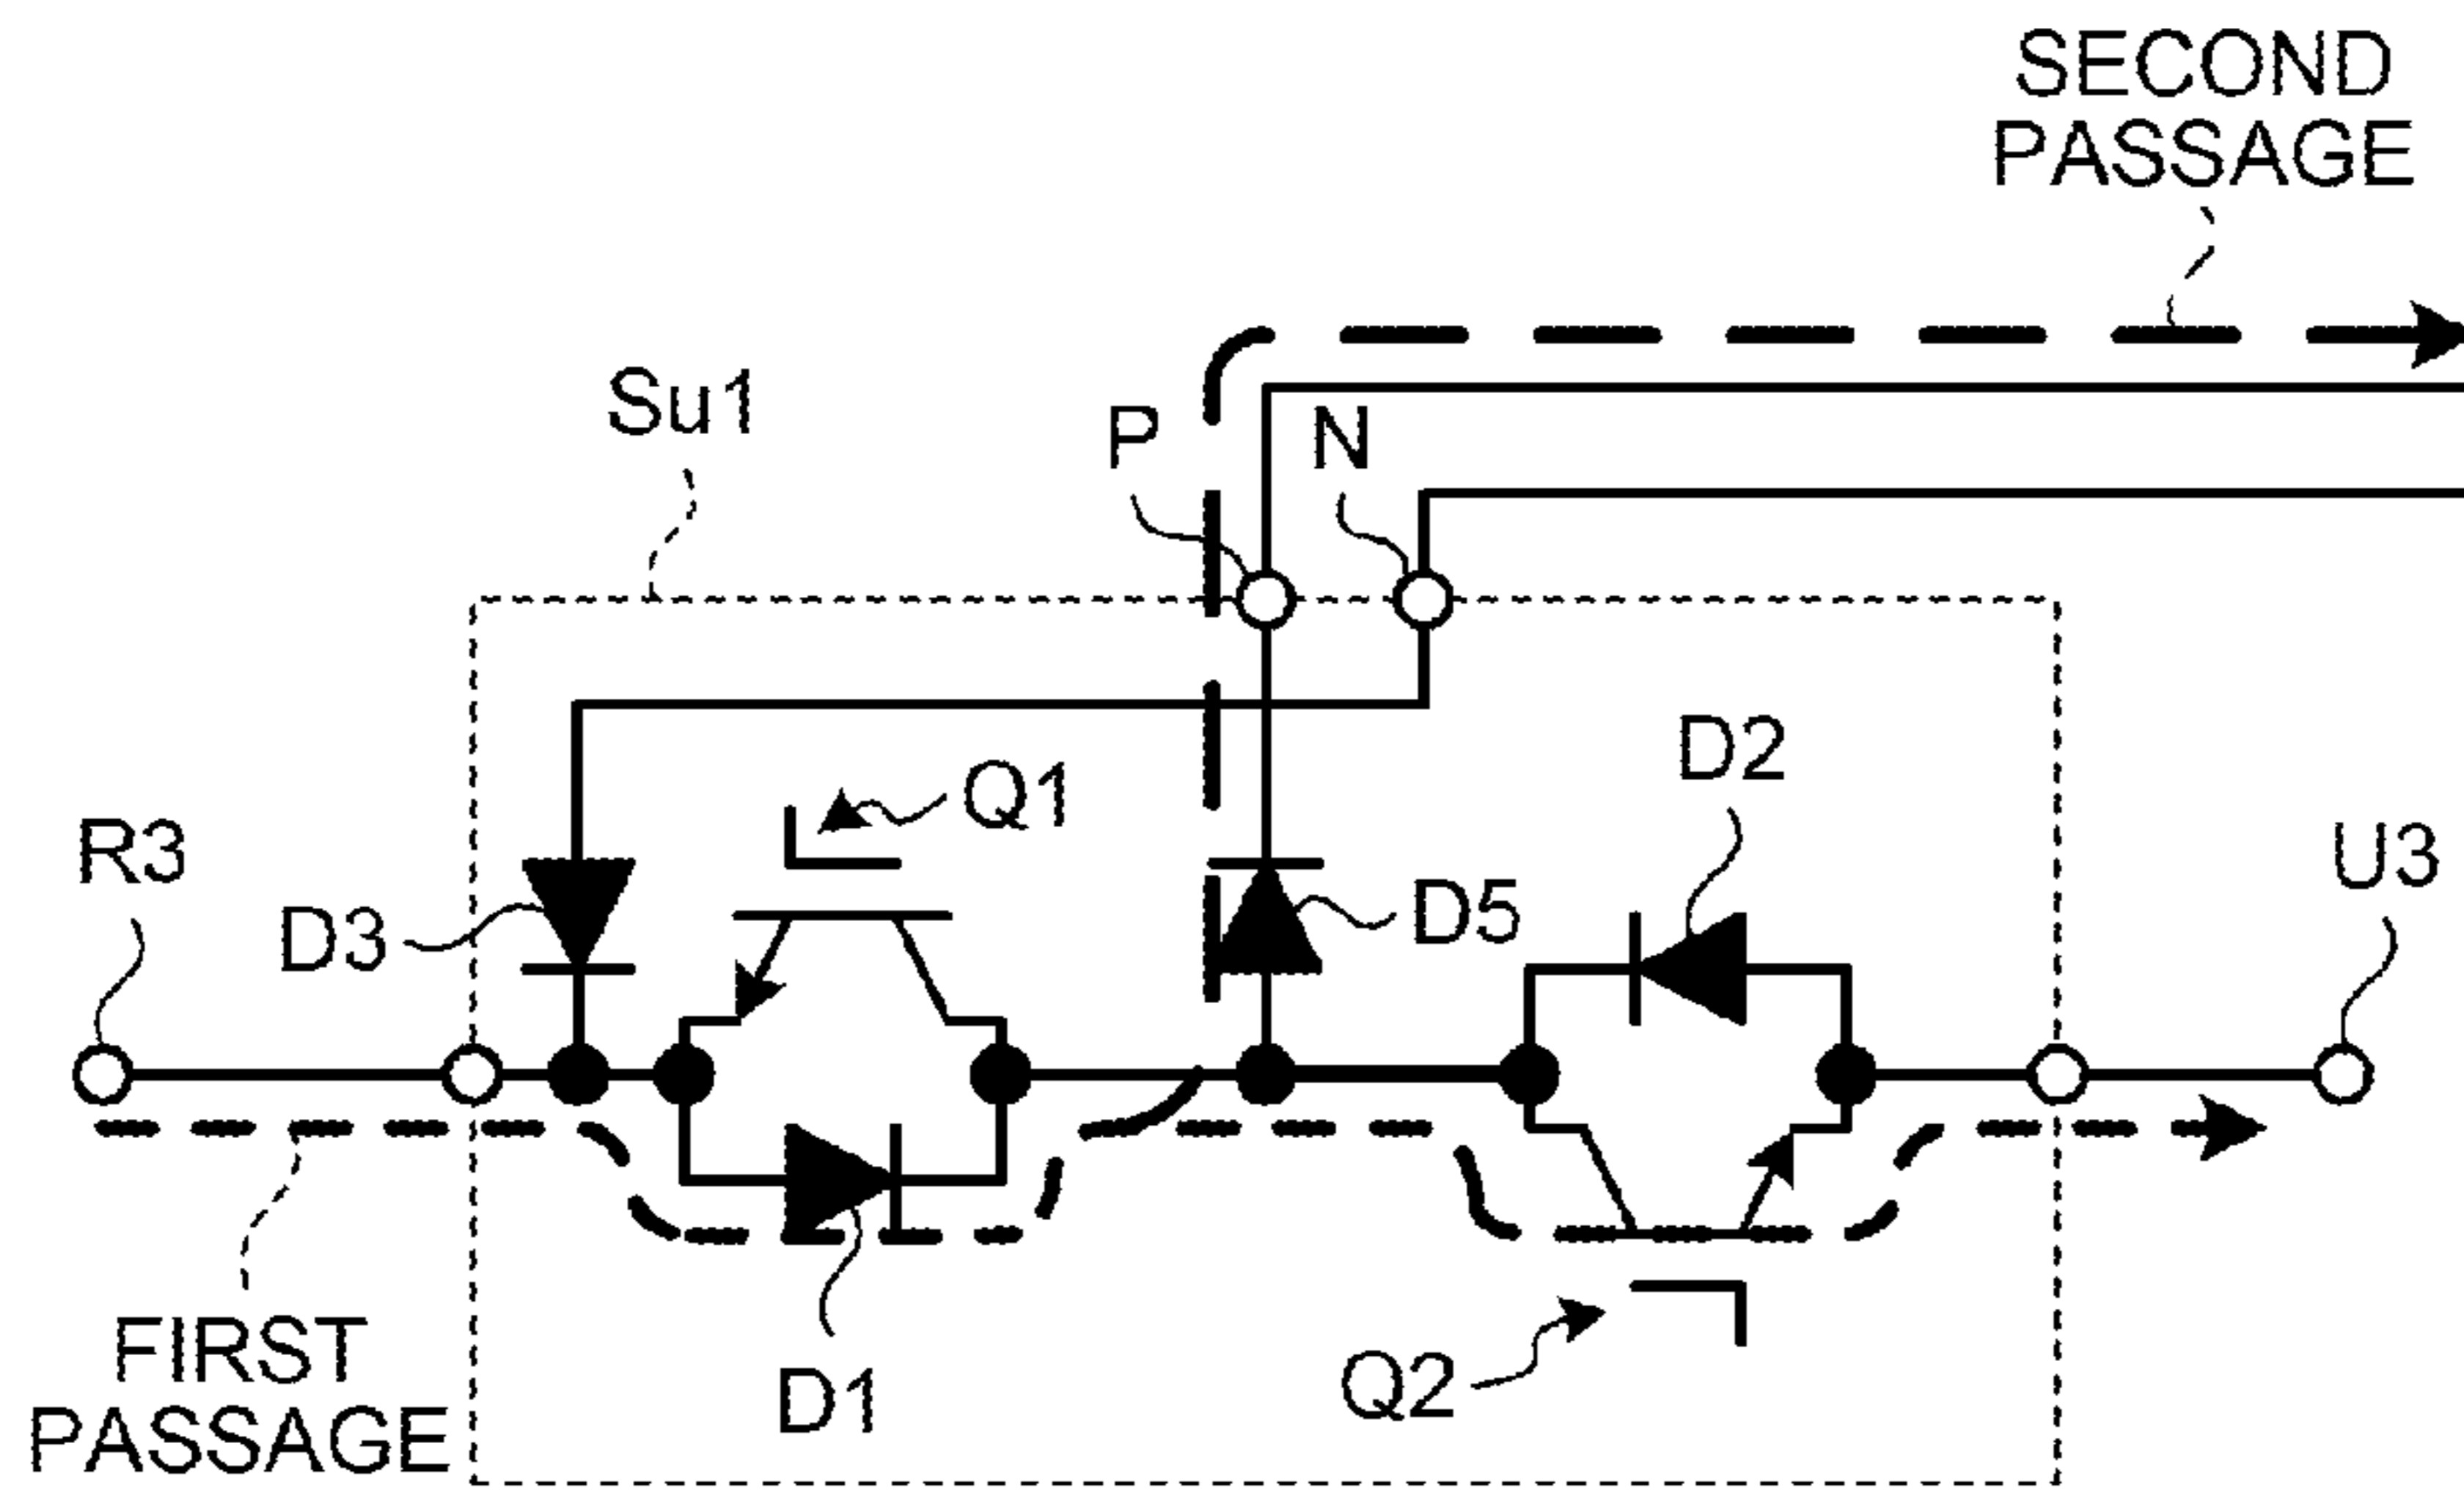 SECOND
PASSAGE
Su1
P
N
D2
Q1
R3
U3
D3
D5
FIRST
PASSAGE
D1
Q2